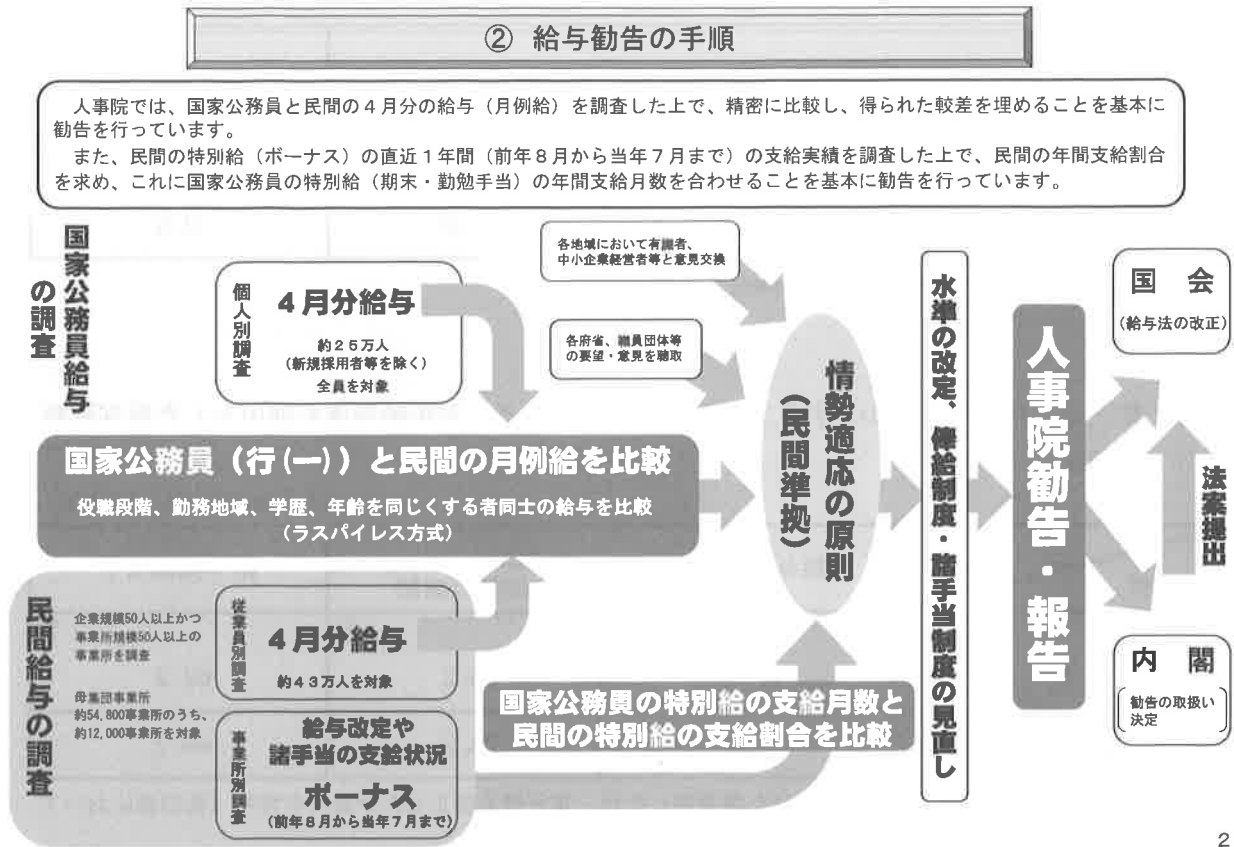 ② 給与勧告の手順
人事院では、国家公務員と民間の４月分の給与（月例給）を調査した上で、精密に比較し、得られた較差を埋めることを基本に
勧告を行っています。
また、民間の特別給（ボーナス）の直近１年間（前年８月から当年７月まで）の支給実績を調査した上で、民間の年間支給割合
を求め、これに国家公務員の特別給（期末・勤勉手当）の年間支給月数を合わせることを基本に勧告を行っています。
国家公務員給与
の調査
個人別調査
４月分給与
約２５万人
（新規採用者等を除く）
全員を対象
各地域において有識者、
中小企業経営者等と意見交換
各府省、職員団体等
の要望・意見を聴取
国家公務員（行(一)）と民間の月例給を比較
役職段階、勤務地域、学歴、年齢を同じくする者同士の給与を比較
（ラスパイレス方式）
民間給与の調査
企業規模50人以上かつ
事業所規模50人以上の
事業所を調査
母集団事業所
約54,800事業所のうち、
約12,000事業所を対象
従業員別調査
４月分給与
約４３万人を対象
事業所別調査
給与改定や
諸手当の支給状況
ボーナス
（前年８月から当年７月まで）
国家公務員の特別給の支給月数と
民間の特別給の支給割合を比較
情勢適応の原則
（民間準拠）
水準の改定、俸給制度・諸手当制度の見直し
人事院勧告・報告
国 会
（給与法の改正）
法案提出
内 閣
勧告の取扱い
決定
2